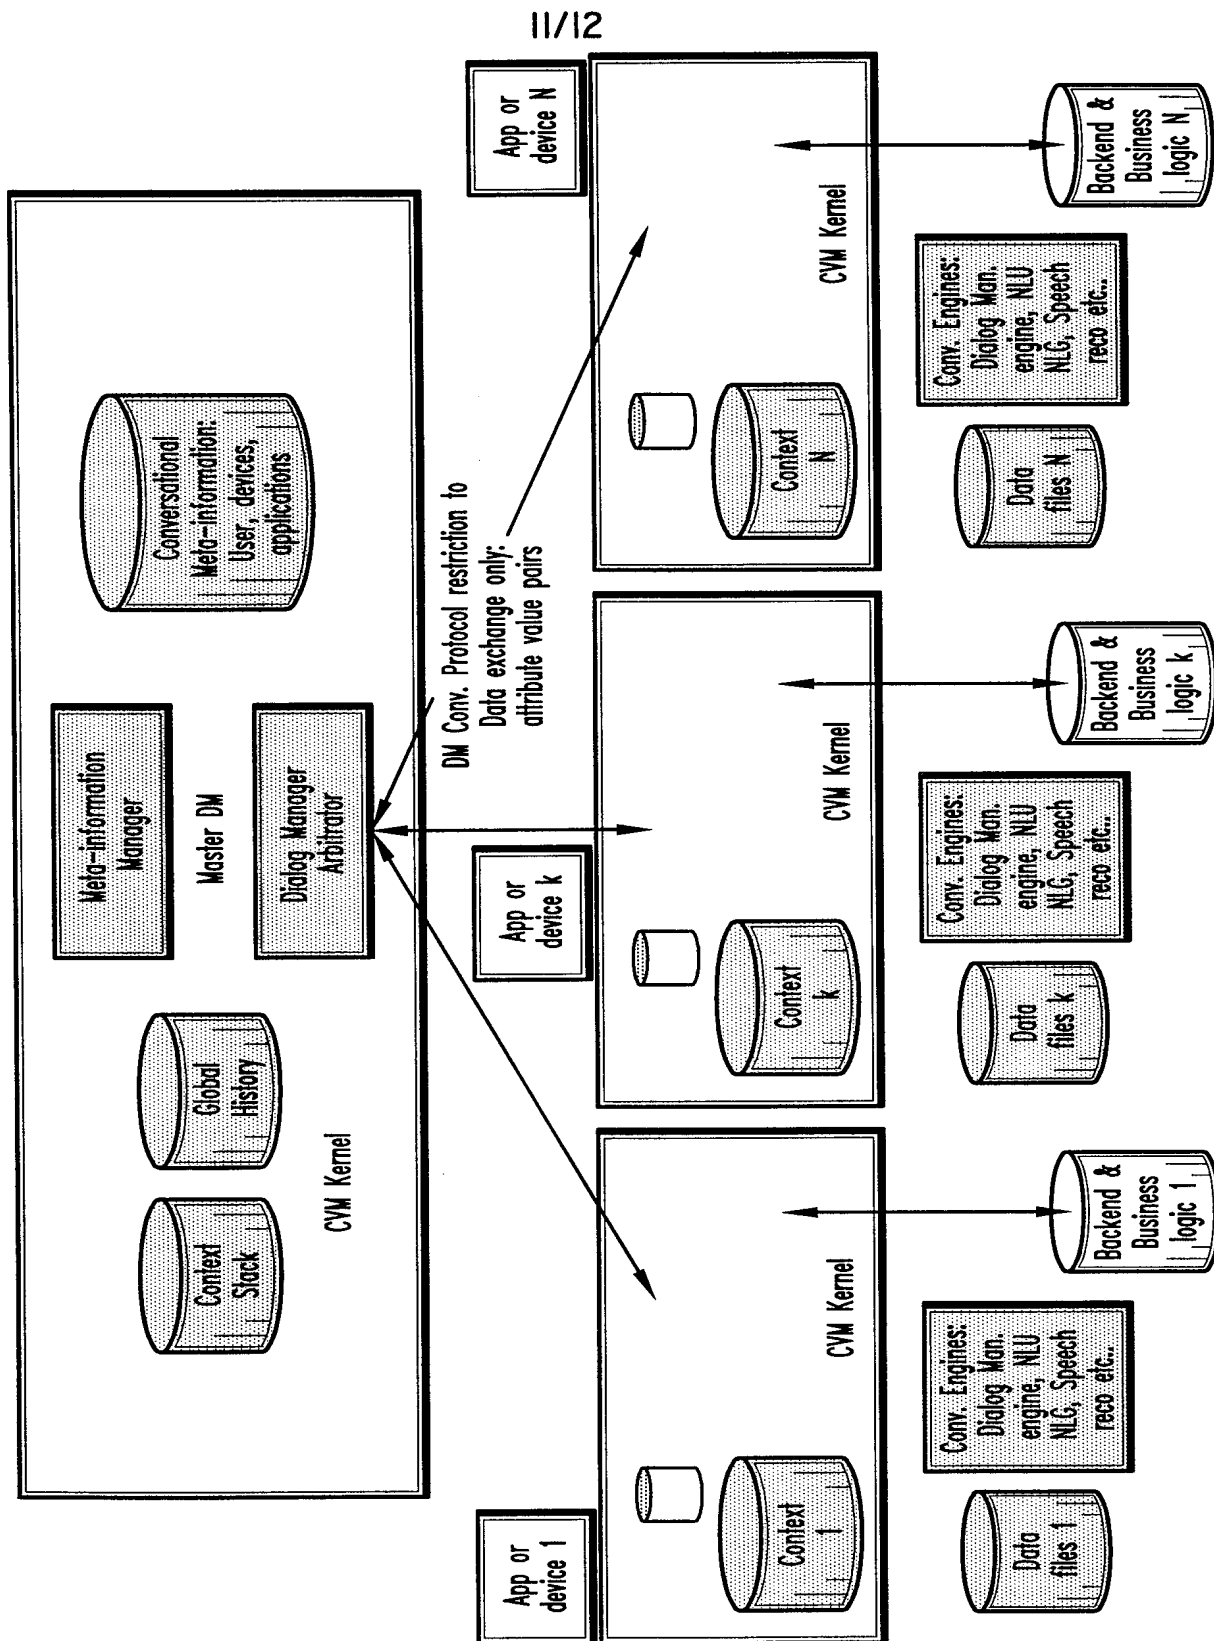 11/12
Context
Stack
Global
History
CVM Kernel
Meta-information
Manager
Master DM
Dialog Manager
Arbitrator
Conversational
Meta-information:
User, devices,
applications
DM Conv. Protocol restriction to
Data exchange only:
attribute value pairs
App or
device 1
Context
1
CVM Kernel
Data
files 1
Conv. Engines:
Dialog Man.
engine, NLU
NLG, Speech
reco etc...
Backend &
Business
logic 1
App or
device k
Context
k
CVM Kernel
Data
files k
Conv. Engines:
Dialog Man.
engine, NLU
NLG, Speech
reco etc...
Backend &
Business
logic k
App or
device N
Context
N
CVM Kernel
Data
files N
Conv. Engines:
Dialog Man.
engine, NLU
NLG, Speech
reco etc...
Backend &
Business
logic N